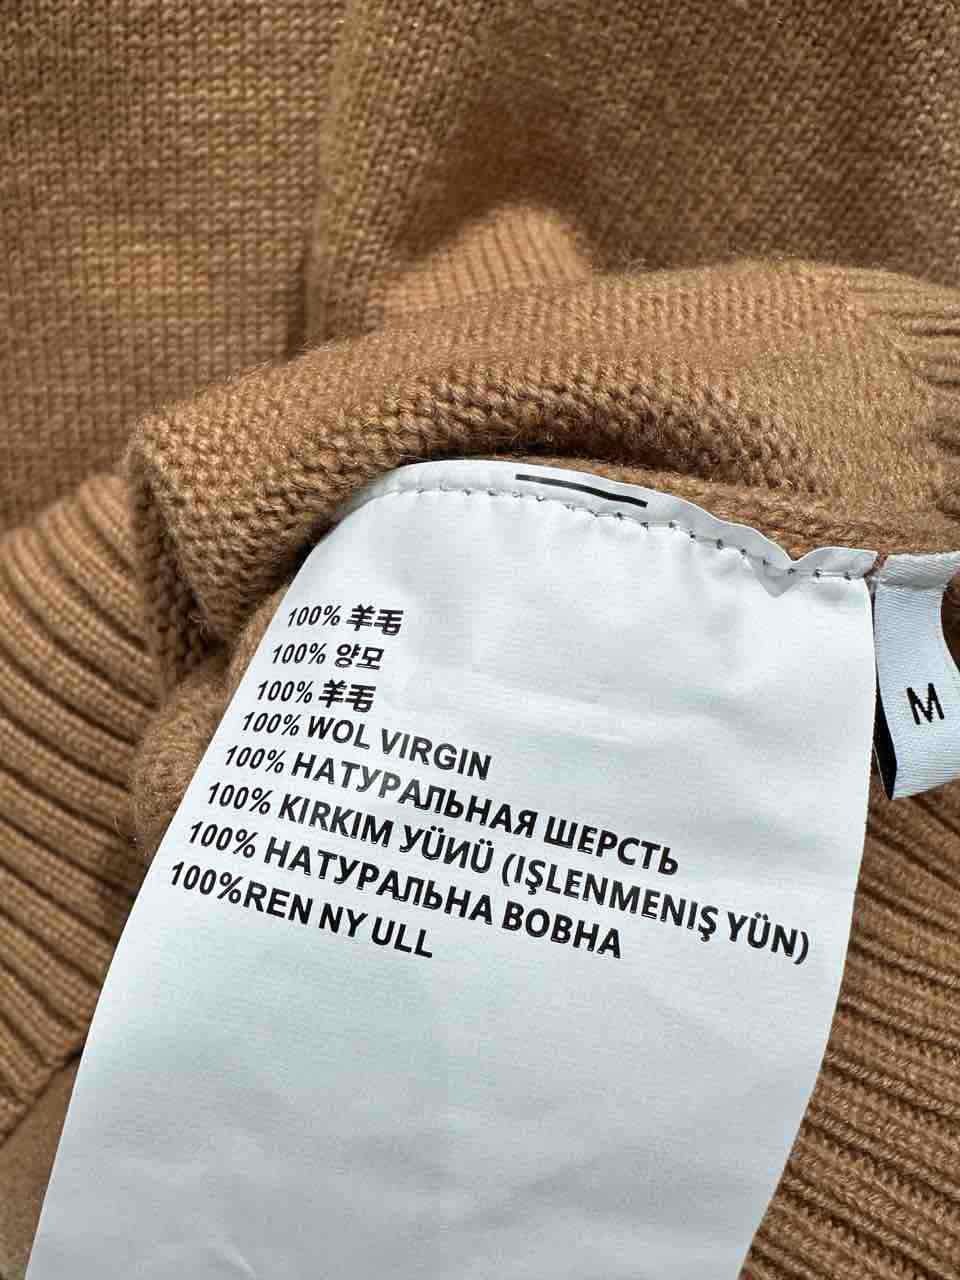 100% 羊毛
100% 양모
100% 羊毛
100% WOL VIRGIN
100% НАТУРАЛЬНАЯ ШЕРСТЬ
100% KIRKIM YÜИÜ (IŞLENMENIŞ YÜN)
100% НАТУРАЛЬНА ВОВНА
100%REN NY ULL
M